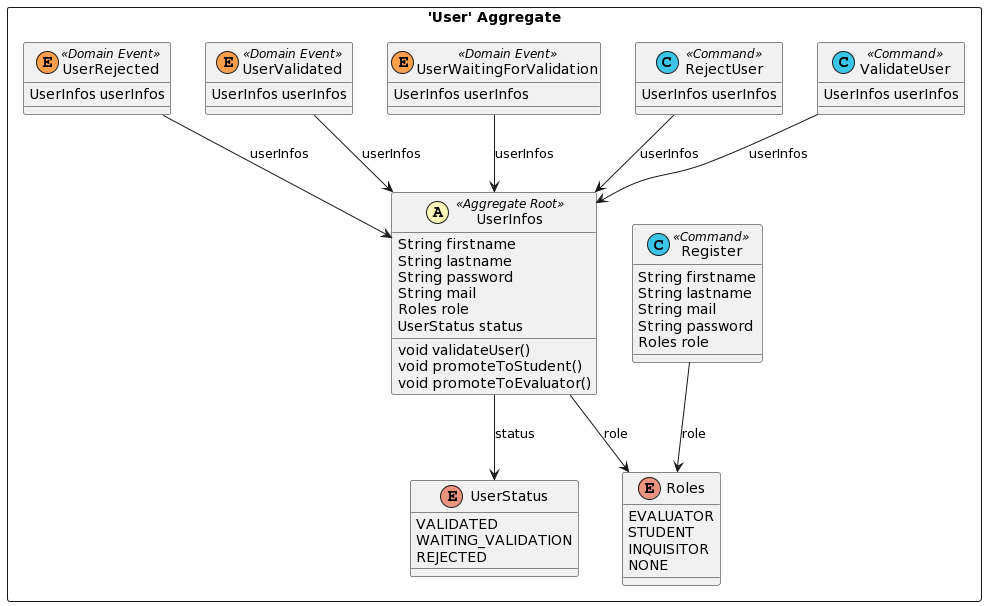 'User' Aggregate
E «Domain Event»
UserRejected
UserInfos userInfos
E «Domain Event»
UserValidated
UserInfos userInfos
E «Domain Event»
UserWaitingForValidation
UserInfos userInfos
C «Command»
RejectUser
UserInfos userInfos
C «Command»
ValidateUser
UserInfos userInfos
userInfos
userInfos
userInfos
userInfos
userInfos
A «Aggregate Root»
UserInfos
String firstname
String lastname
String password
String mail
Roles role
UserStatus status
void validateUser()
void promoteToStudent()
void promoteToEvaluator()
C «Command»
Register
String firstname
String lastname
String mail
String password
Roles role
status
role
role
E UserStatus
VALIDATED
WAITING_VALIDATION
REJECTED
E Roles
EVALUATOR
STUDENT
INQUISITOR
NONE